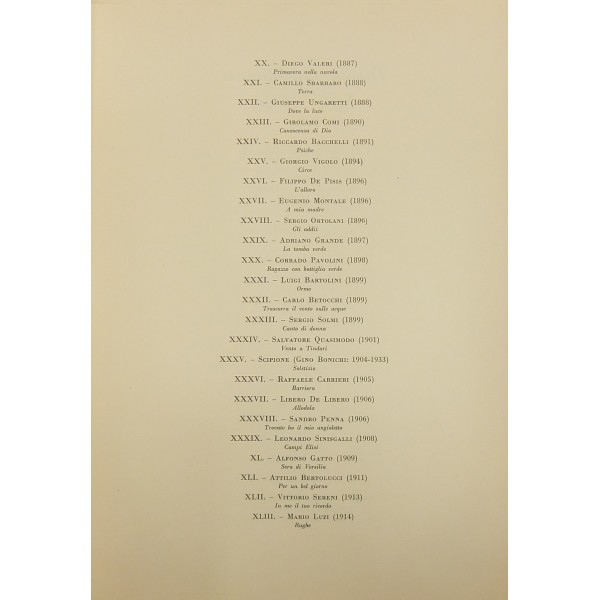 XX. – Diego Valeri (1887)
Primavera nella nuvola
XXI. – Camillo Sbarbaro (1888)
Terra
XXII. – Giuseppe Ungaretti (1888)
Dove la luce
XXIII. – Girolamo Comi (1890)
Conoscenza di Dio
XXIV. – Riccardo Bacchelli (1891)
Psiche
XXV. – Giorgio Vigolo (1894)
Circe
XXVI. – Filippo De Pisis (1896)
L'alloro
XXVII. – Eugenio Montale (1896)
A mia madre
XXVIII. – Sergio Ortolani (1896)
Gli addii
XXIX. – Adriano Grande (1897)
La tomba verde
XXX. – Corrado Pavolini (1898)
Ragazzo con bottiglia verde
XXXI. – Luigi Bartolini (1899)
Orme
XXXII. – Carlo Betocchi (1899)
Trascorra il vento sulle acque
XXXIII. – Sergio Solmi (1899)
Canto di donna
XXXIV. – Salvatore Quasimodo (1901)
Vento a Tindari
XXXV. – Scipione (Gino Bonichi: 1904-1933)
Solstizio
XXXVI. – Raffaele Carrieri (1905)
Barriera
XXXVII. – Libero De Libero (1906)
Allodola
XXXVIII. – Sandro Penna (1906)
Trovato ho il mio angioletto
XXXIX. – Leonardo Sinisgalli (1908)
Campi Elisi
XL. – Alfonso Gatto (1909)
Sera di Versilia
XLI. – Attilio Bertolucci (1911)
Per un bel giorno
XLII. – Vittorio Sereni (1913)
In me il tuo ricordo
XLIII. – Mario Luzi (1914)
Rughe